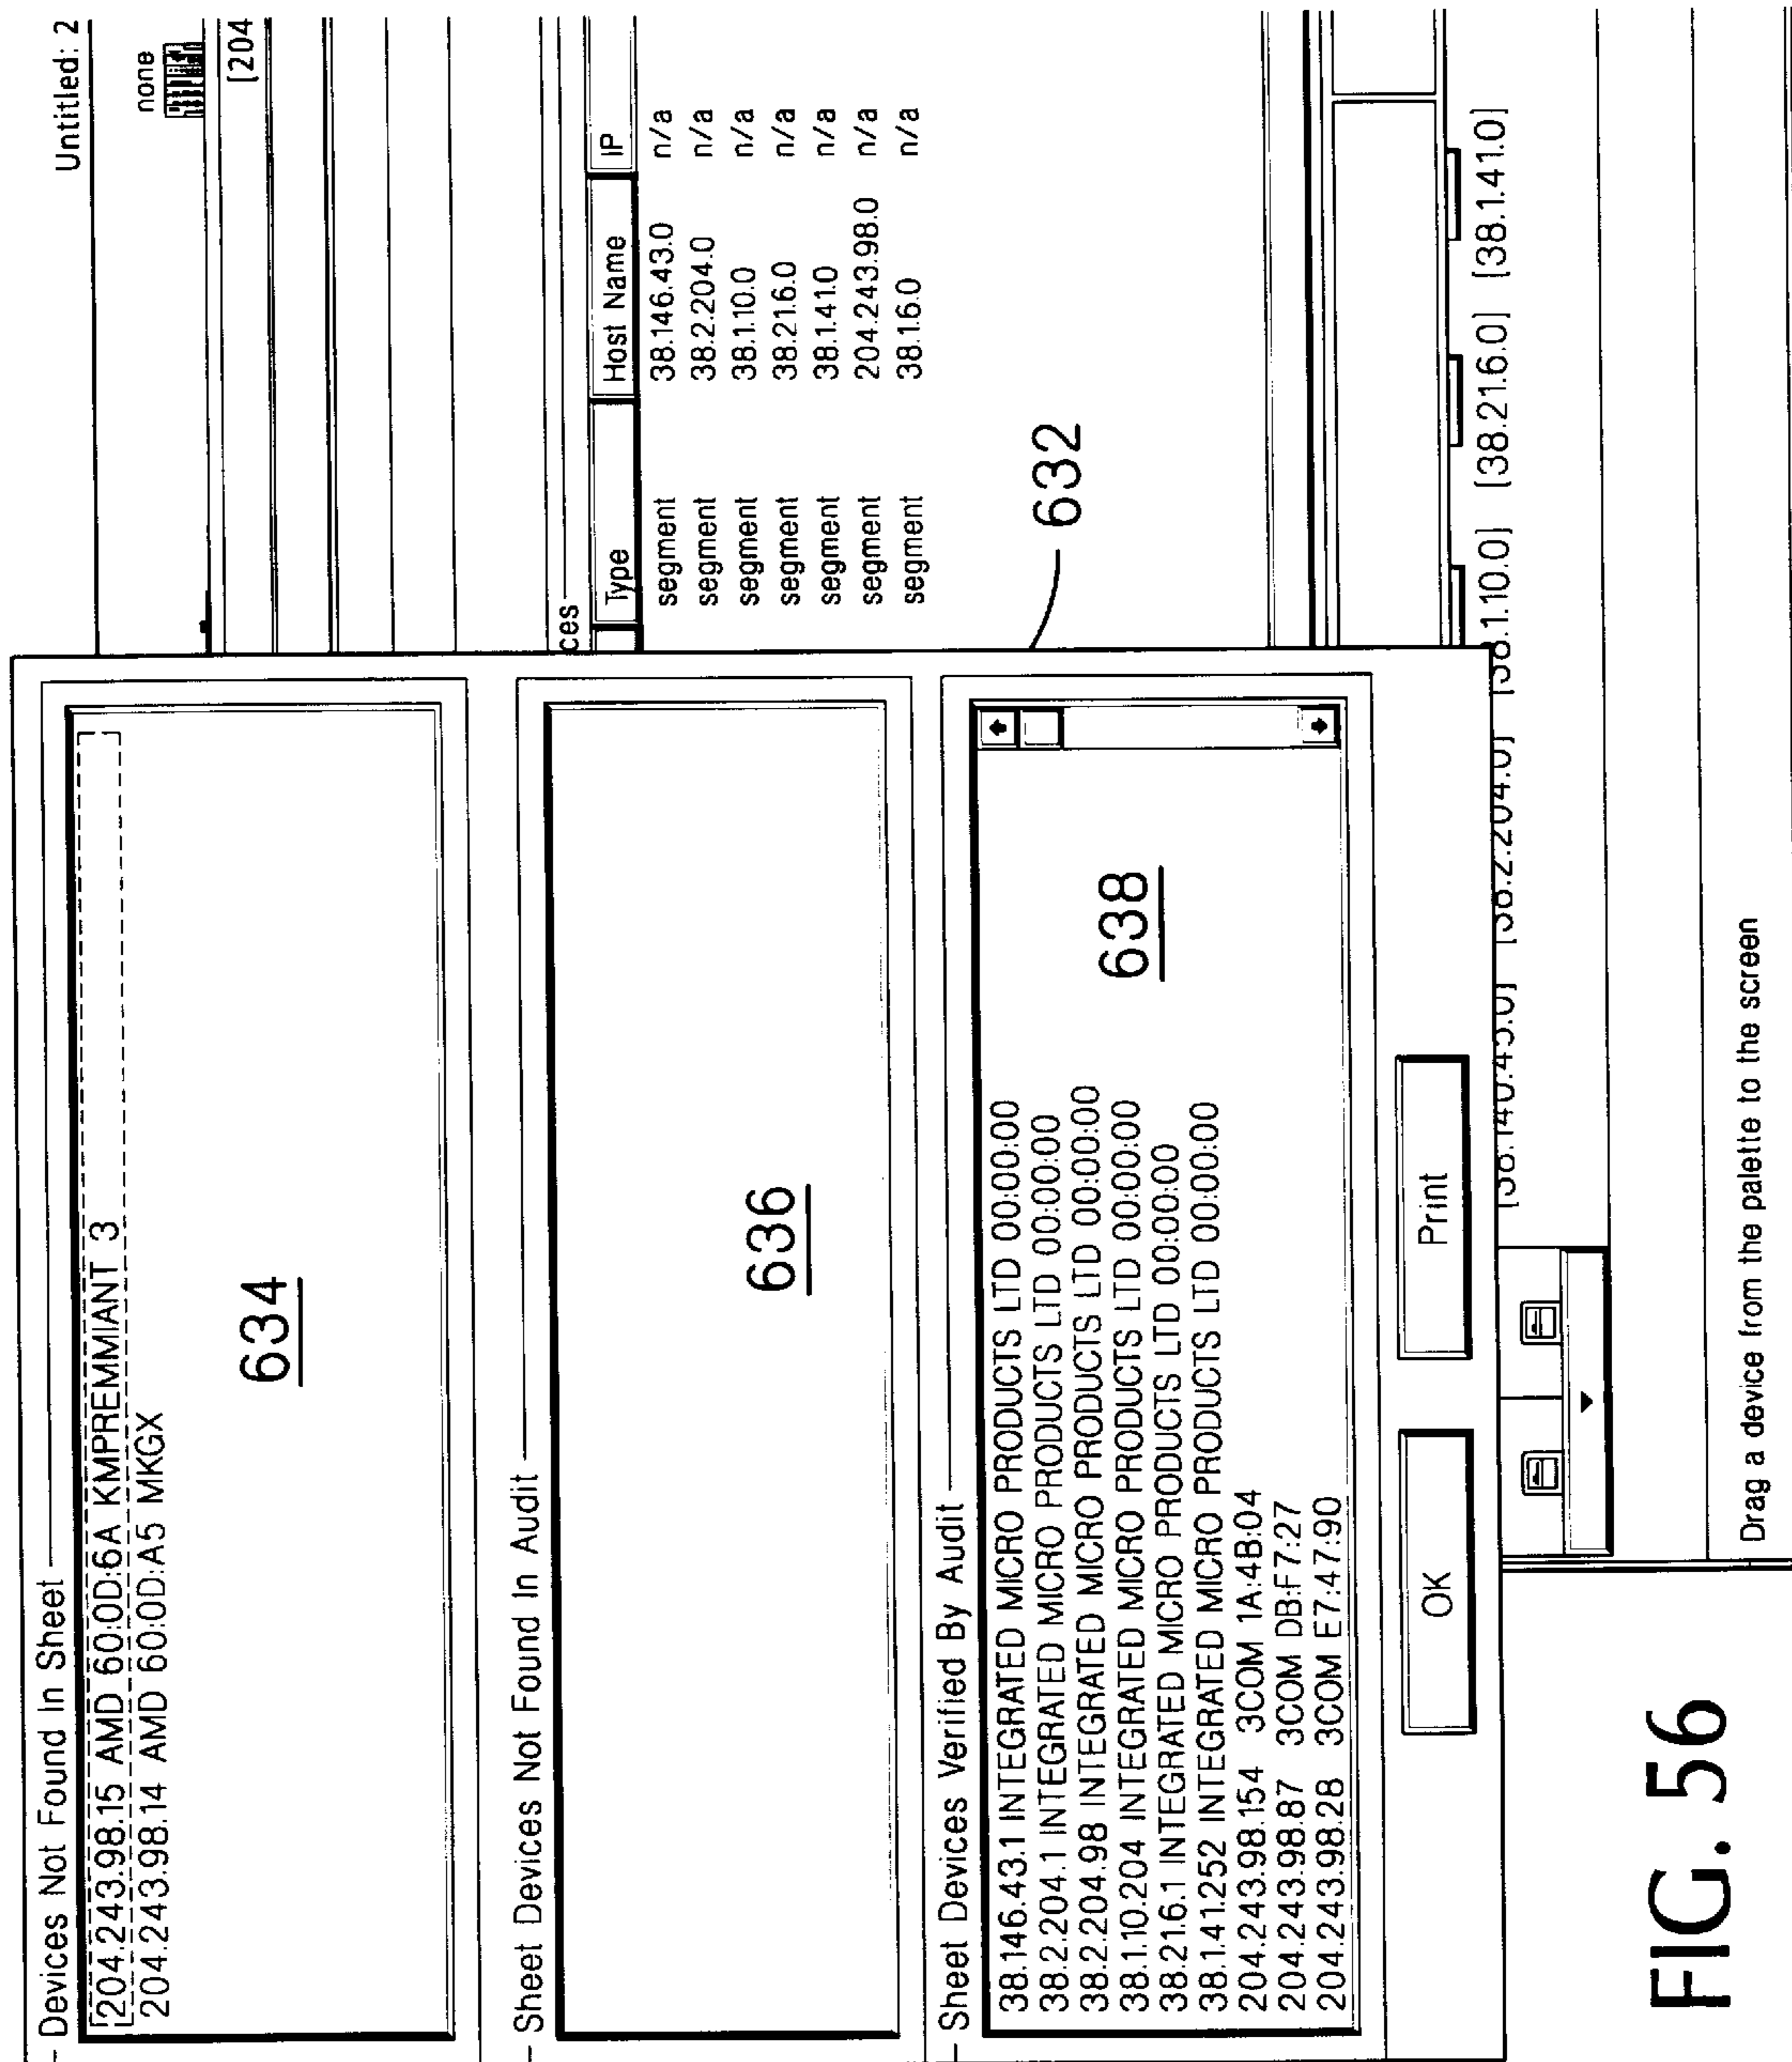 Untitled: 2
none
[204
Devices Not Found In Sheet
204.243.98.15 AMD 60:0D:6A KMPREMMIANT 3
204.243.98.14 AMD 60:0D:A5 MKGX
634
Sheet Devices Not Found In Audit
636
Sheet Devices Verified By Audit
38.146.43.1 INTEGRATED MICRO PRODUCTS LTD 00:00:00
38.2.204.1 INTEGRATED MICRO PRODUCTS LTD 00:00:00
38.2.204.98 INTEGRATED MICRO PRODUCTS LTD 00:00:00
38.1.10.204 INTEGRATED MICRO PRODUCTS LTD 00:00:00
38.21.6.1 INTEGRATED MICRO PRODUCTS LTD 00:00:00
38.1.41.252 INTEGRATED MICRO PRODUCTS LTD 00:00:00
204.243.98.154 3COM 1A:4B:04
204.243.98.87 3COM DB:F7:27
204.243.98.28 3COM E7:47:90
638
OK Print
ces
Type Host Name IP
segment 38.146.43.0 n/a
segment 38.2.204.0 n/a
segment 38.1.10.0 n/a
segment 38.21.6.0 n/a
segment 38.1.41.0 n/a
segment 204.243.98.0 n/a
segment 38.1.6.0 n/a
632
[38.146.43.0] [38.2.204.0] [38.1.10.0] [38.21.6.0] [38.1.41.0]
Drag a device from the palette to the screen
FIG. 56